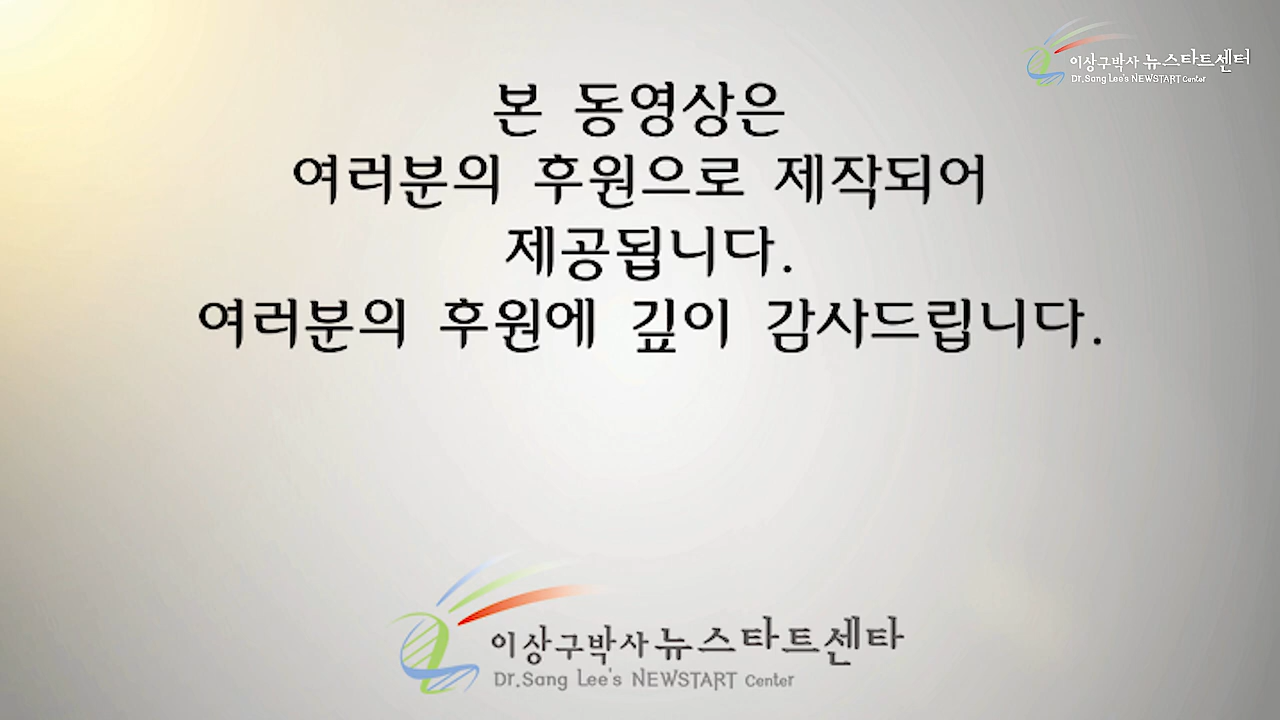 이상구박사 뉴스타트센터
Dr.Sang Lee's NEWSTART Center
본 동영상은
여러분의 후원으로 제작되어
제공됩니다.
여러분의 후원에 깊이 감사드립니다.
이상구박사 뉴스타트센타
Dr.Sang Lee's NEWSTART Center